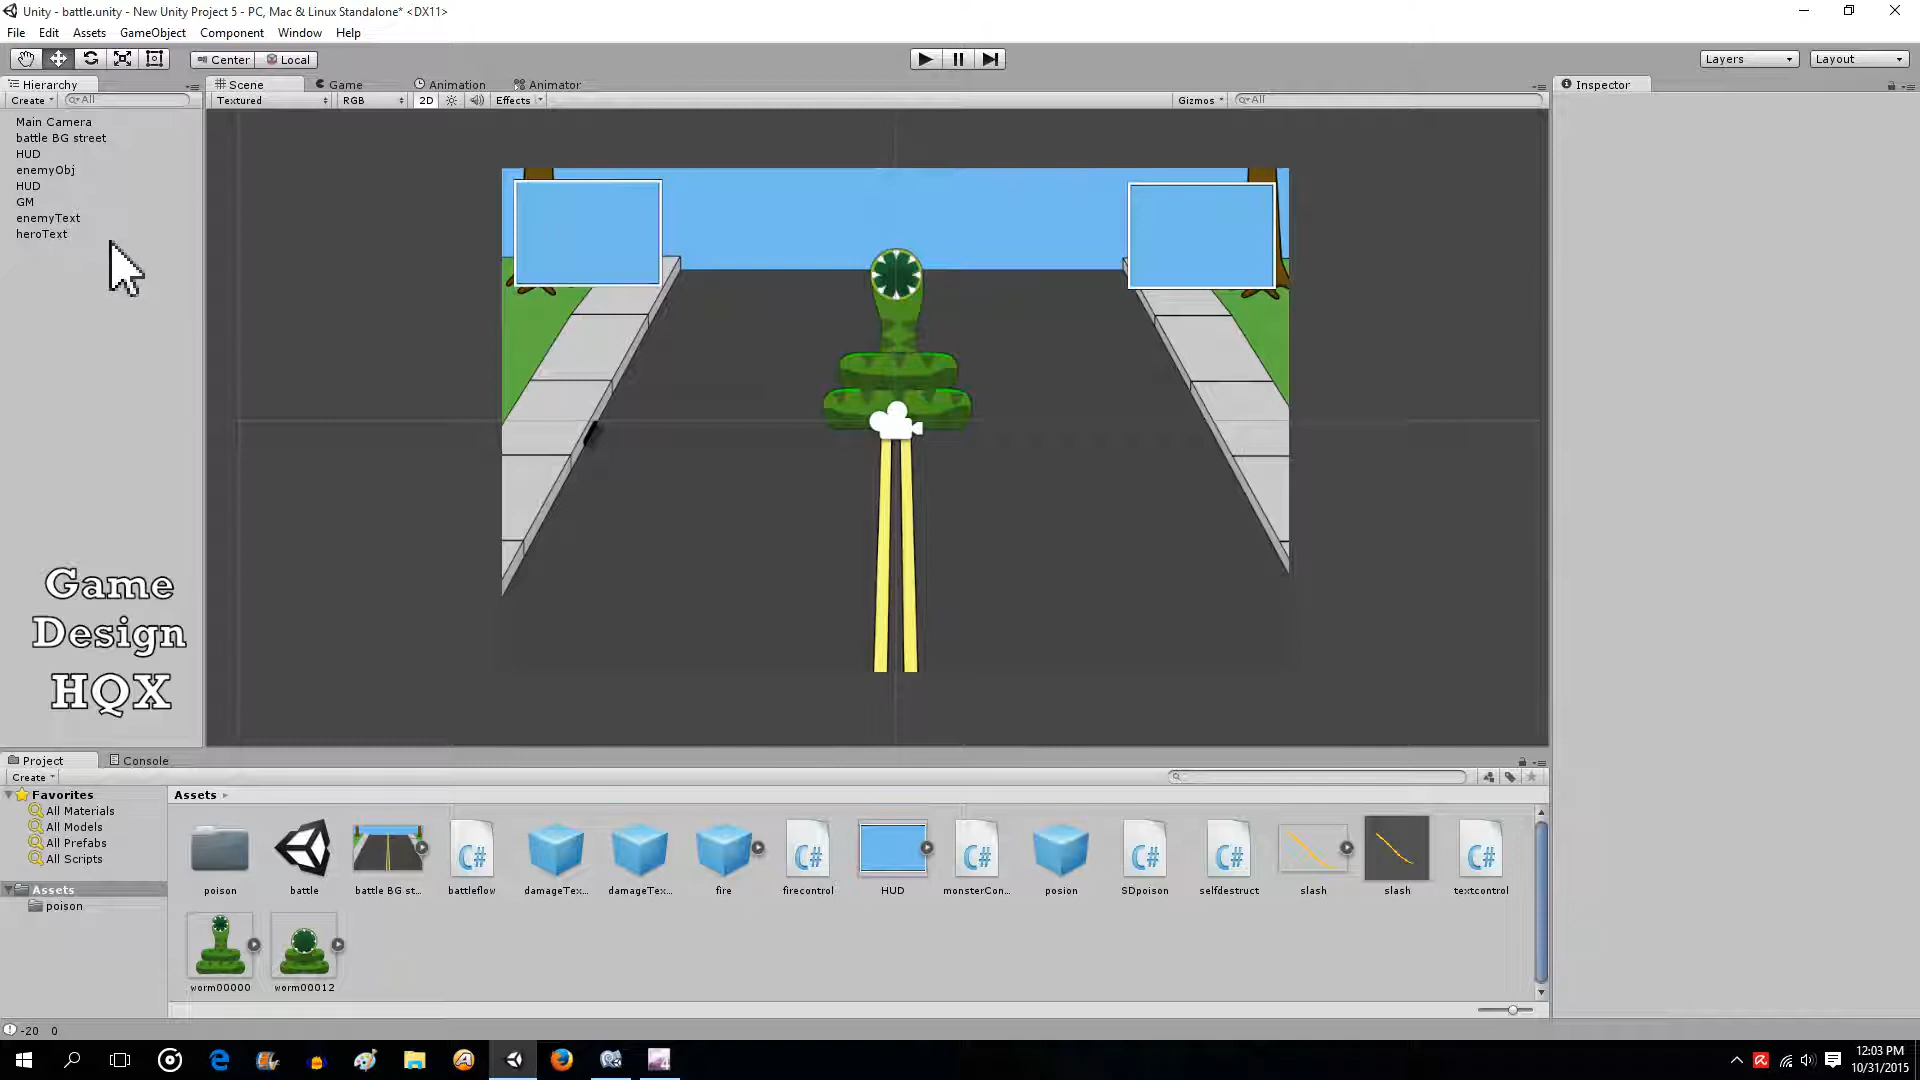 Unity - battle.unity - New Unity Project 5 - PC, Mac & Linux Standalone* <DX11>
File Edit Assets GameObject Component Window Help
Center Local Layers Layout
Hierarchy Scene Game Animation Animator Inspector
Create All Textured RGB 2D Effects Gizmos All
Main Camera
battle BG street
HUD
enemyObj
HUD
GM
enemyText
heroText
Game
Design
HQX
Project Console
Create
Favorites
All Materials
All Models
All Prefabs
All Scripts
Assets
poison
Assets
poison battle battle BG st... battleflow damageTex... damageTex... fire firecontrol HUD monsterCon... posion SDpoison selfdestruct slash slash textcontrol
worm00000 worm00012
-20 0
12:03 PM
10/31/2015